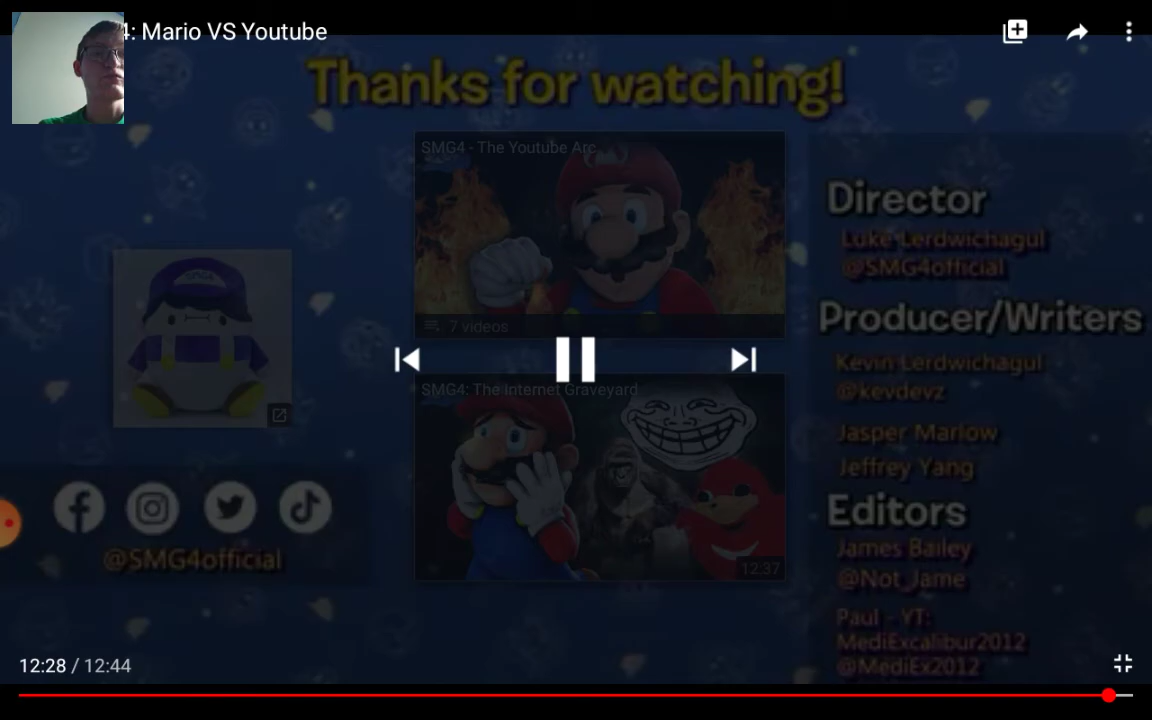 4: Mario VS Youtube
Thanks for watching!
SMG4 - The Youtube Arc
7 videos
SMG4: The Internet Graveyard
12:37
@SMG4official
Director
Luke Lerdwichagul
@SMG4official
Producer/Writers
Kevin Lerdwichagul
@kevdevz
Jasper Marlow
Jeffrey Yang
Editors
James Bailey
@Not_Jame
Paul - YT:
MediExcalibur2012
@MediEx2012
12:28 / 12:44